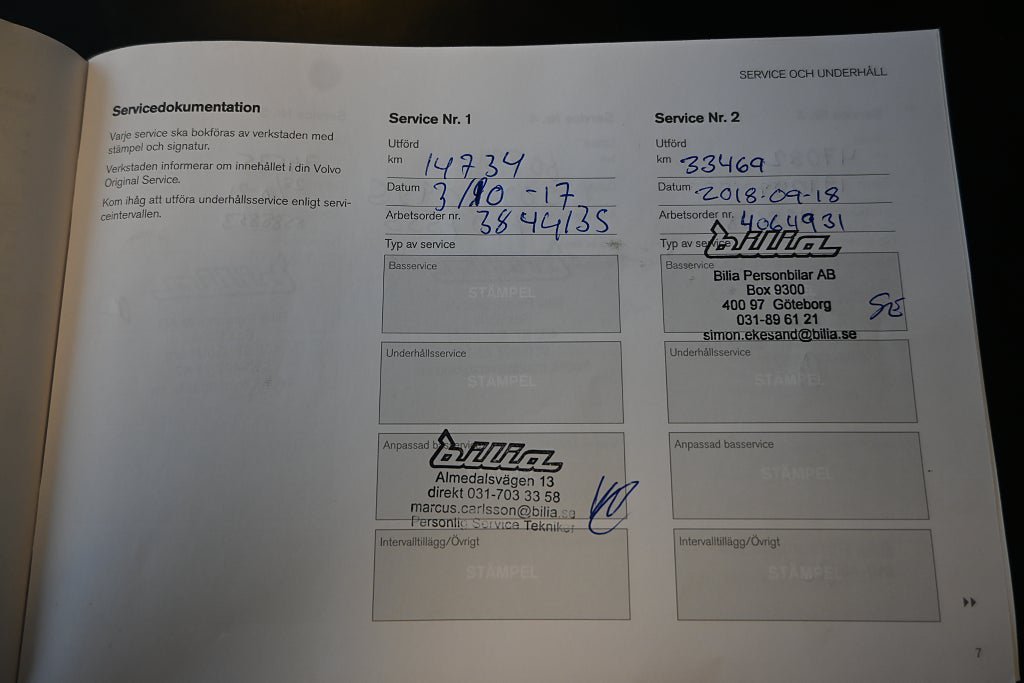 SERVICE OCH UNDERHÅLL
Servicedokumentation
Varje service ska bokföras av verkstaden med
stämpel och signatur.
Verkstaden informerar om innehållet i din Volvo
Original Service.
Kom ihåg att utföra underhållsservice enligt servi-
ceintervallen.
Service Nr. 1
Utförd
km 14734
Datum 3/10 -17
Arbetsorder nr. 3844135
Typ av service
Basservice
STÄMPEL
Underhållsservice
STÄMPEL
Anpassad basservice
bilia
Almedalsvägen 13
direkt 031-703 33 58
marcus.carlsson@bilia.se
Personlig Service Tekniker
Intervalltillägg/Övrigt
STÄMPEL
Service Nr. 2
Utförd
km 33469
Datum 2018-09-18
Arbetsorder nr. 4064931
Typ av service
bilia
Basservice
Bilia Personbilar AB
Box 9300
400 97 Göteborg
031-89 61 21
simon.ekesand@bilia.se
SE
Underhållsservice
STÄMPEL
Anpassad basservice
STÄMPEL
Intervalltillägg/Övrigt
STÄMPEL
7